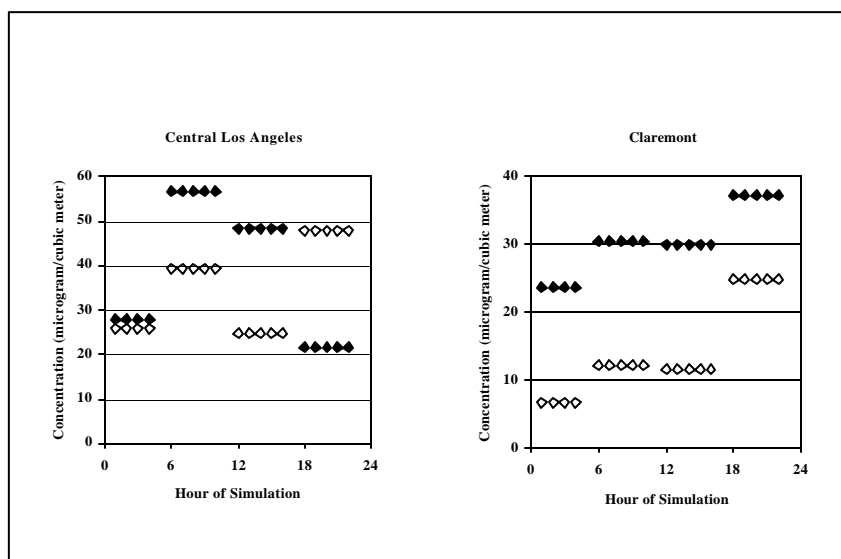 Central Los Angeles
Concentration (microgram/cubic meter)
60
50
40
30
20
10
0
0 6 12 18 24
Hour of Simulation
Claremont
Concentration (microgram/cubic meter)
40
30
20
10
0
0 6 12 18 24
Hour of Simulation